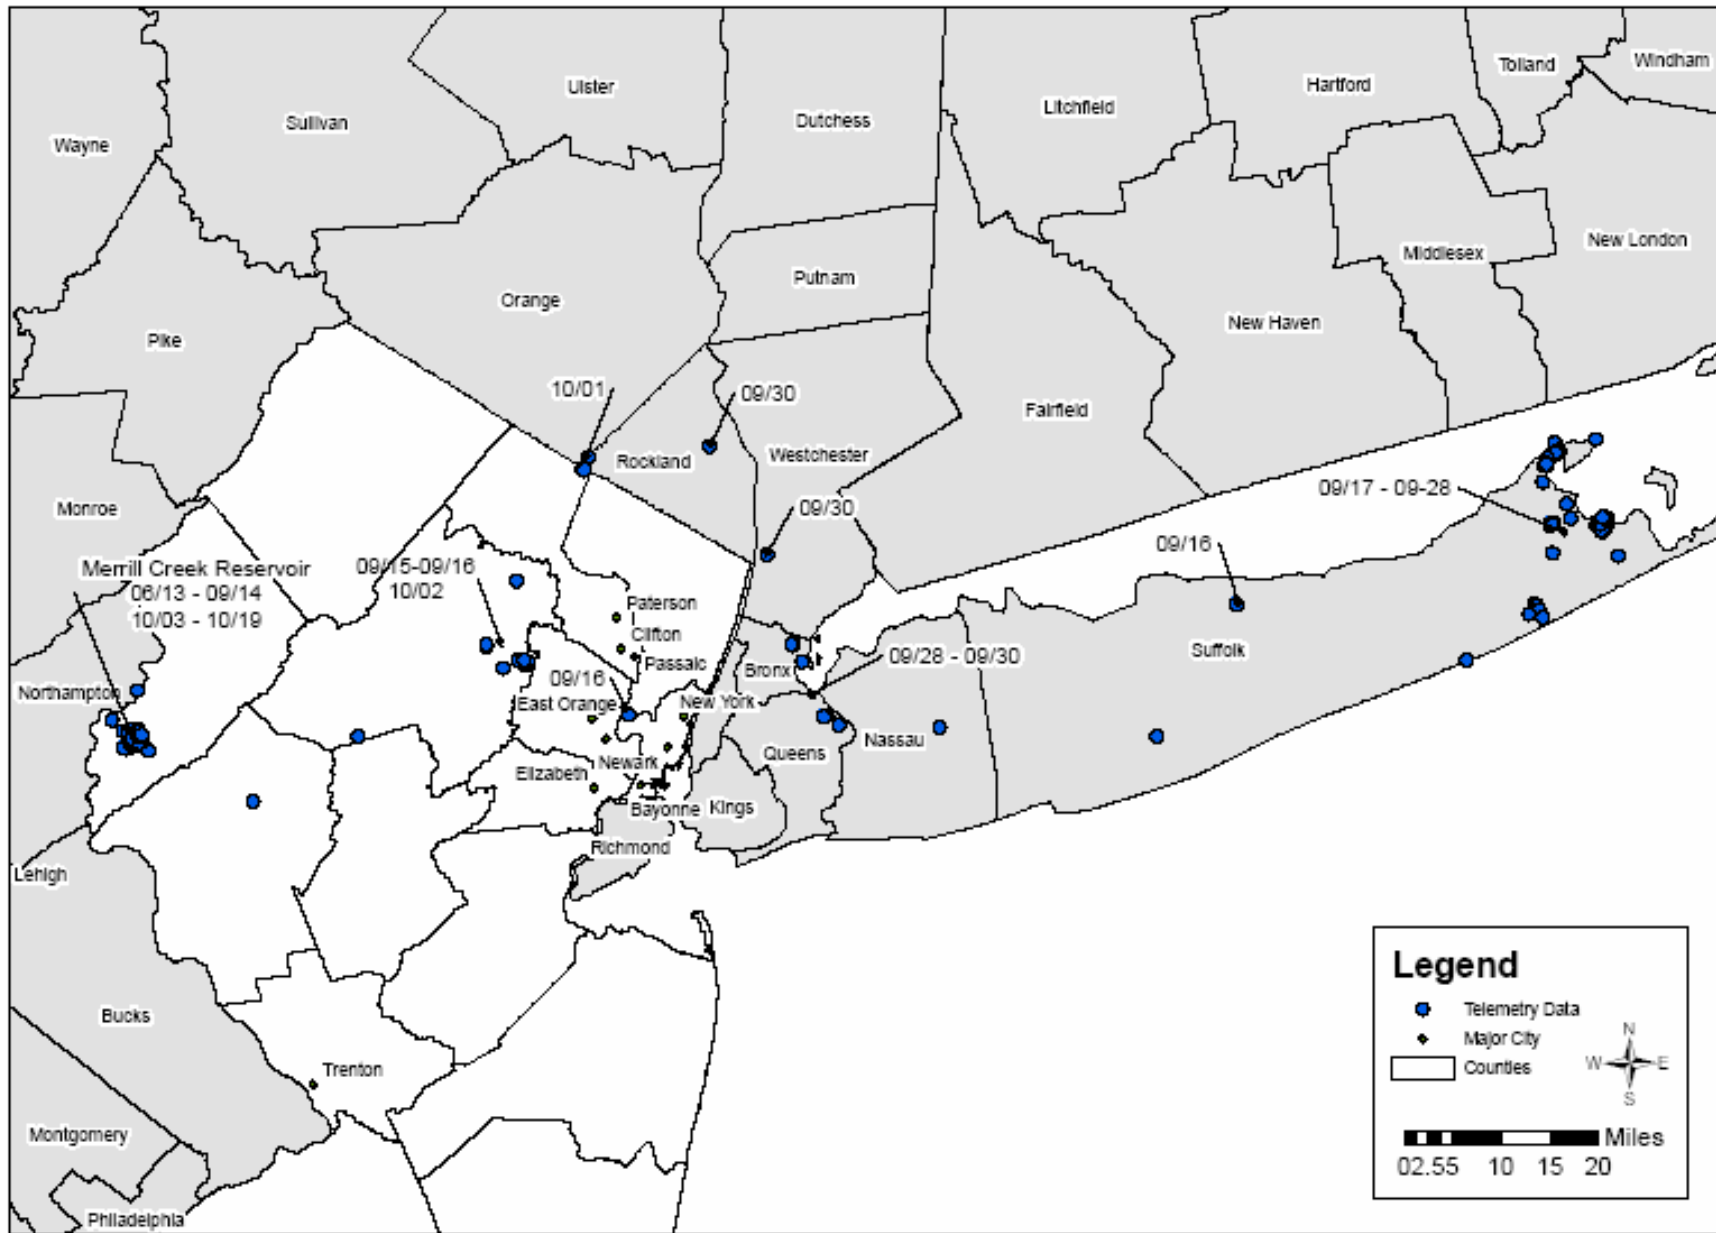 Windham
Tolland
Hartford
Ulster
Litchfield
Dutchess
Sullivan
Wayne
New London
Middlesex
Putnam
Orange
New Haven
Pike
10/01
09/30
Fairfield
Westchester
Rockland
09/17 - 09-28
Monroe
09/30
09/16
Merrill Creek Reservoir
06/13 - 09/14
10/03 - 10/19
09/15-09/16
10/02
Paterson
Clifton
Passaic
Suffolk
09/28 - 09/30
Bronx
09/16
Northampton
East Orange
New York
Nassau
Queens
Newark
Elizabeth
Bayonne
Kings
Richmond
Lehigh
Bucks
Trenton
Montgomery
Philadelphia
Legend
Telemetry Data
Major City
Counties
N
W
E
S
Miles
02.55 10 15 20